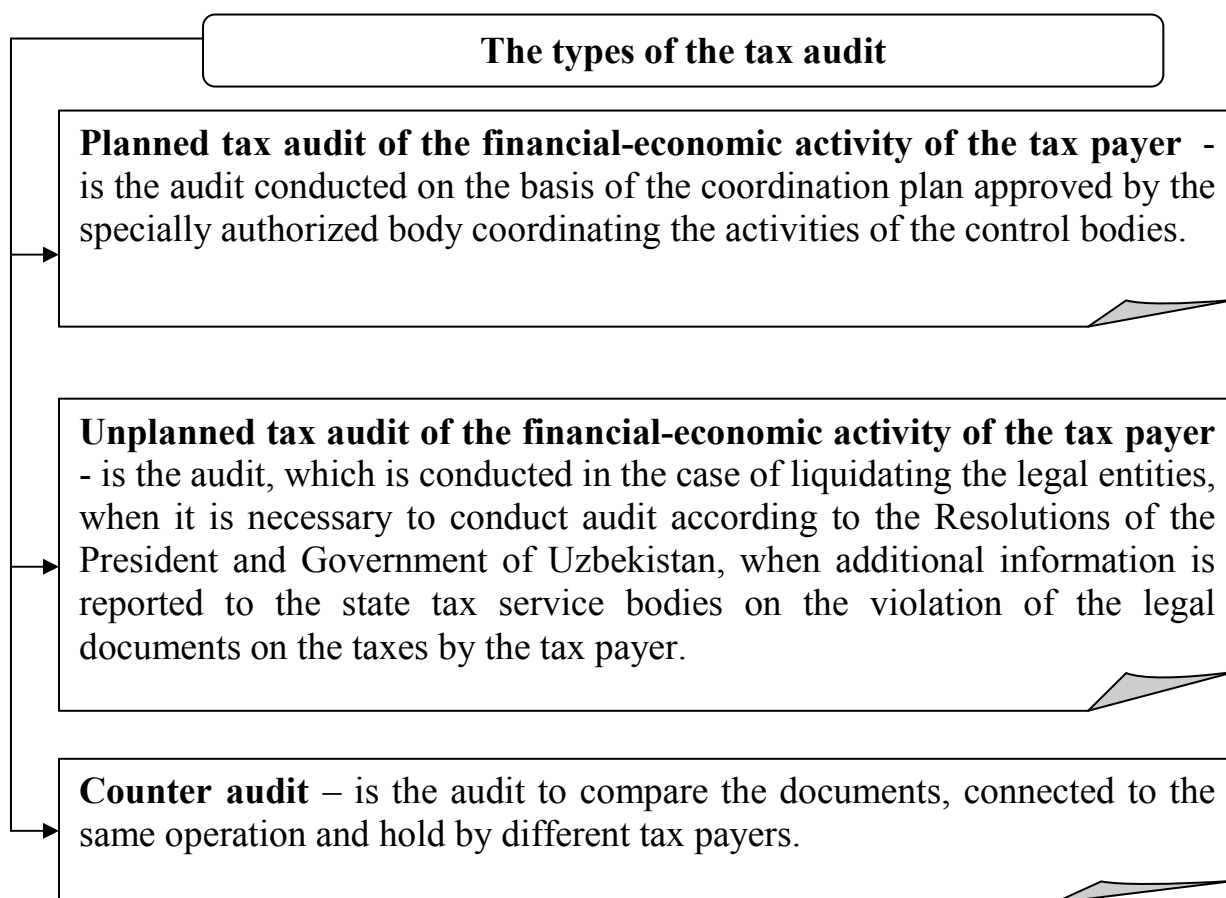 The types of the tax audit
Planned tax audit of the financial-economic activity of the tax payer -
is the audit conducted on the basis of the coordination plan approved by the
specially authorized body coordinating the activities of the control bodies.
Unplanned tax audit of the financial-economic activity of the tax payer
- is the audit, which is conducted in the case of liquidating the legal entities,
when it is necessary to conduct audit according to the Resolutions of the
President and Government of Uzbekistan, when additional information is
reported to the state tax service bodies on the violation of the legal
documents on the taxes by the tax payer.
Counter audit – is the audit to compare the documents, connected to the
same operation and hold by different tax payers.